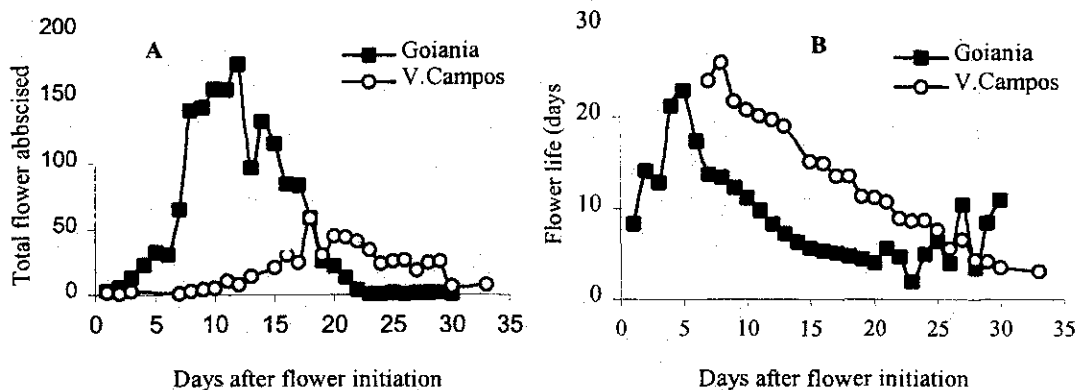 200
A
Goiania
V.Campos
150
100
50
0
Total flower abbscised
0 5 10 15 20 25 30 35
Days after flower initiation
30
B
Goiania
V.Campos
20
10
0
Flower life (days
0 5 10 15 20 25 30 35
Days after flower initiation